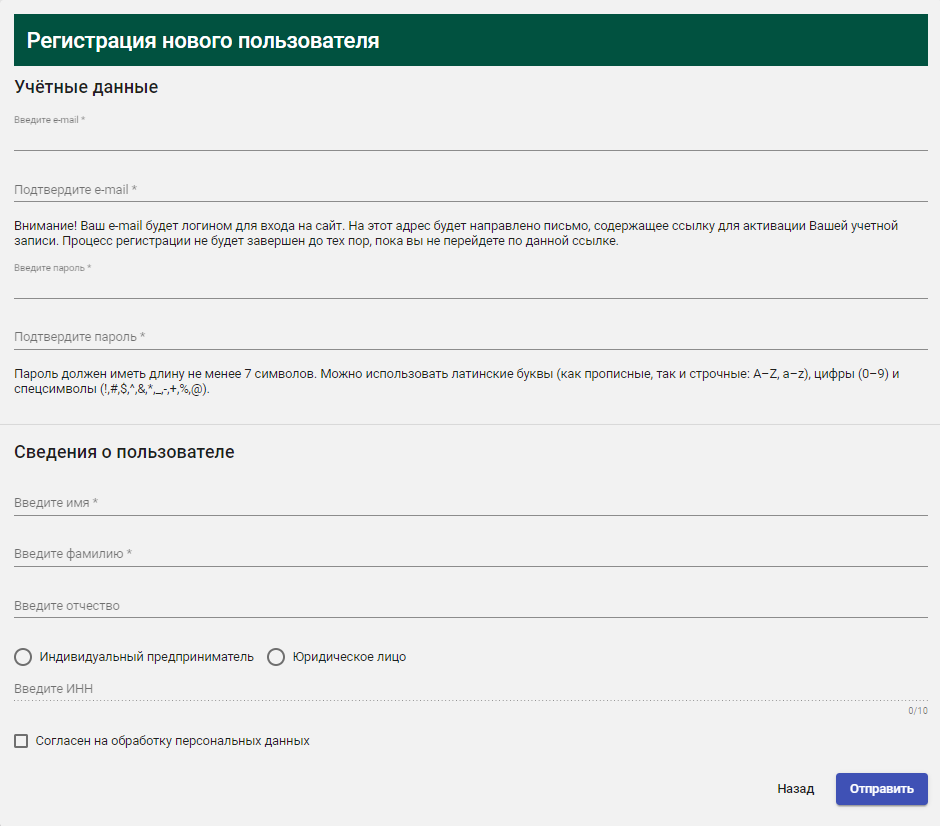 Регистрация нового пользователя
Учётные данные
Введите e-mail *
Подтвердите e-mail *
Внимание! Ваш e-mail будет логином для входа на сайт. На этот адрес будет направлено письмо, содержащее ссылку для активации Вашей учетной
записи. Процесс регистрации не будет завершен до тех пор, пока вы не перейдете по данной ссылке.
Введите пароль *
Подтвердите пароль *
Пароль должен иметь длину не менее 7 символов. Можно использовать латинские буквы (как прописные, так и строчные: A–Z, a–z), цифры (0–9) и
спецсимволы (!,#,$,^,&,*,_,-,+,%,@).
Сведения о пользователе
Введите имя *
Введите фамилию *
Введите отчество
Индивидуальный предприниматель Юридическое лицо
Введите ИНН
0/10
Согласен на обработку персональных данных
Назад Отправить